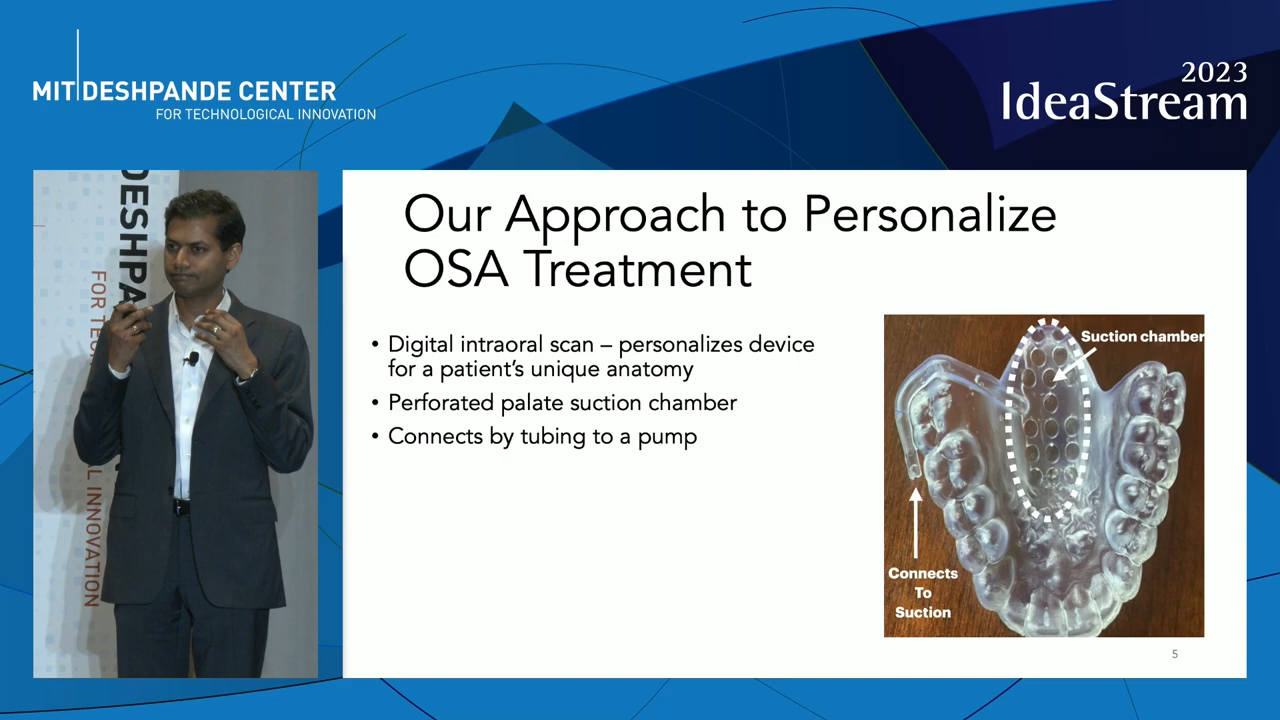 MIT DESHPANDE CENTER
FOR TECHNOLOGICAL INNOVATION
2023
IdeaStream
DESHPA
FOR TEC
AL INNOVATION
Our Approach to Personalize
OSA Treatment
• Digital intraoral scan – personalizes device
for a patient's unique anatomy
• Perforated palate suction chamber
• Connects by tubing to a pump
Suction chamber
Connects
To
Suction
5